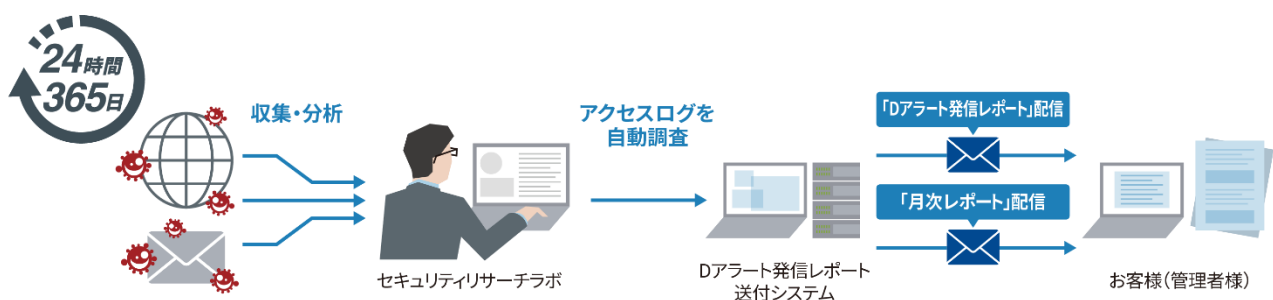 24時間
365日
収集・分析
セキュリティリサーチラボ
アクセスログを
自動調査
Dアラート発信レポート
送付システム
「Dアラート発信レポート」配信
「月次レポート」配信
お客様(管理者様)